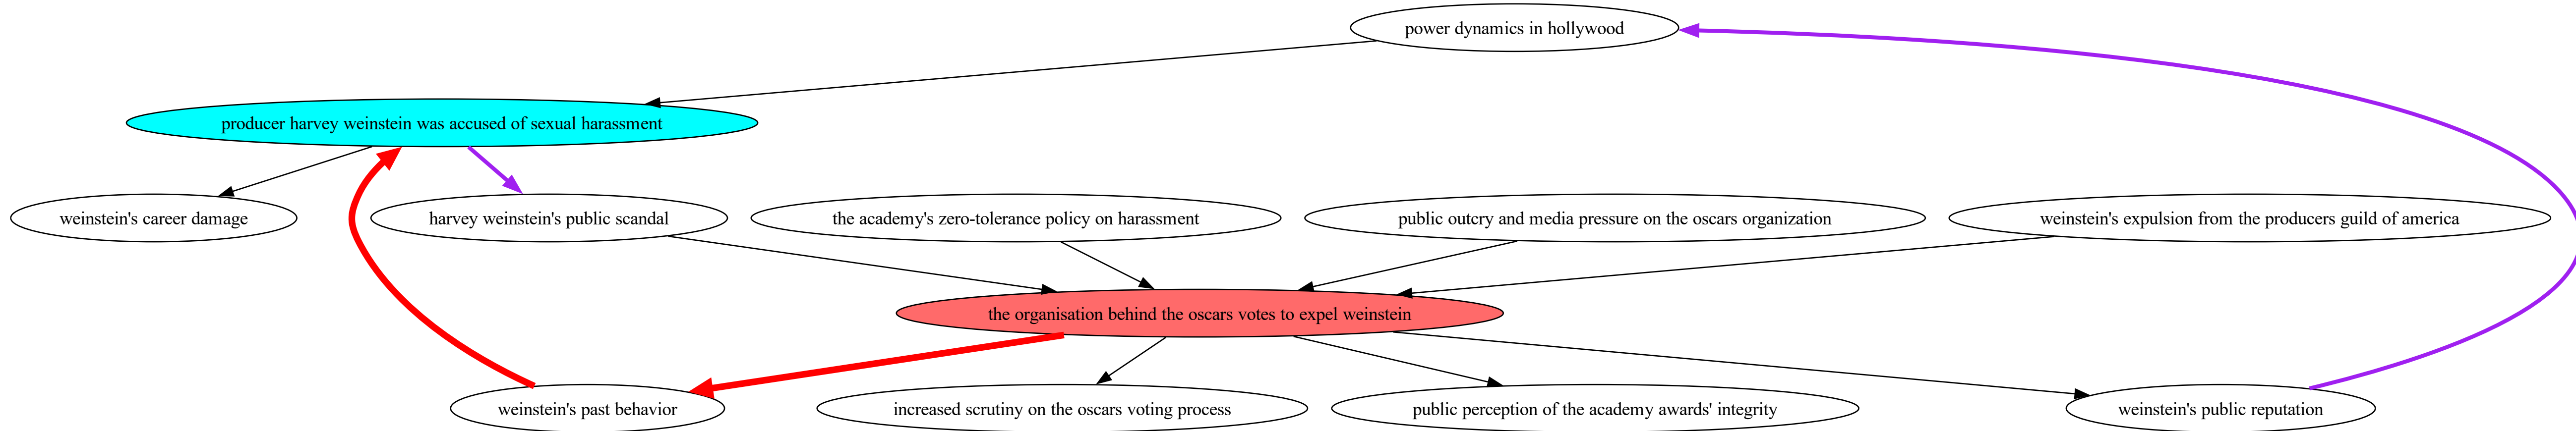 power dynamics in hollywood
producer harvey weinstein was accused of sexual harassment
weinstein's career damage
harvey weinstein's public scandal
the academy's zero-tolerance policy on harassment
public outcry and media pressure on the oscars organization
weinstein's expulsion from the producers guild of america
the organisation behind the oscars votes to expel weinstein
weinstein's past behavior
increased scrutiny on the oscars voting process
public perception of the academy awards' integrity
weinstein's public reputation